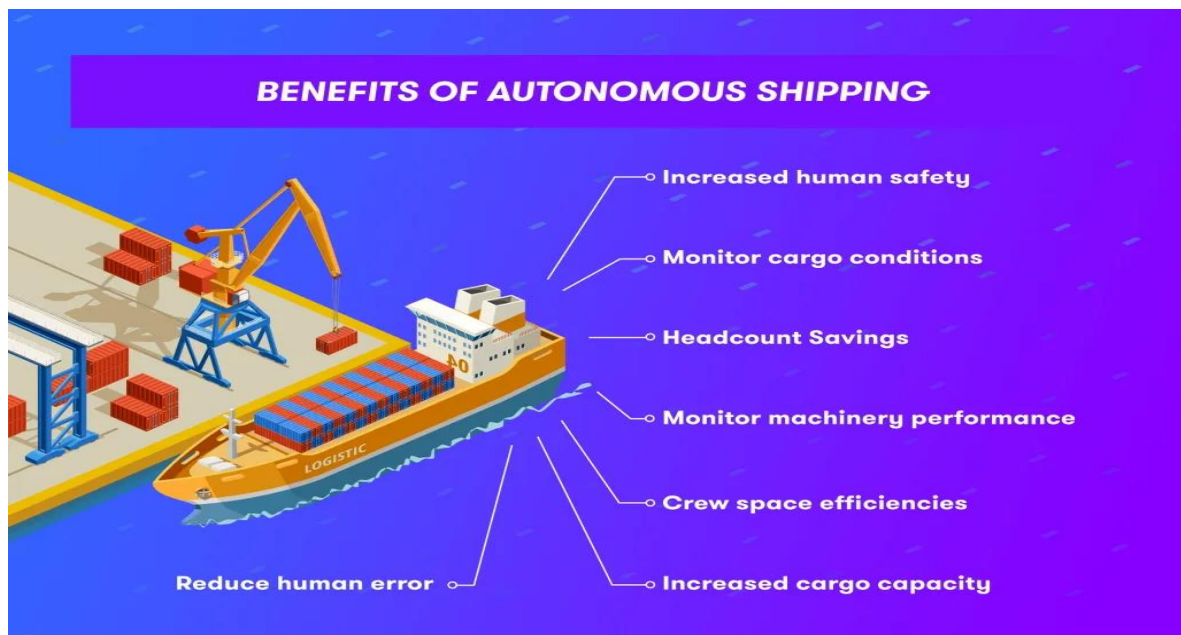 BENEFITS OF AUTONOMOUS SHIPPING
Increased human safety
Monitor cargo conditions
Headcount Savings
Monitor machinery performance
Crew space efficiencies
Increased cargo capacity
Reduce human error
40
LOGISTIC